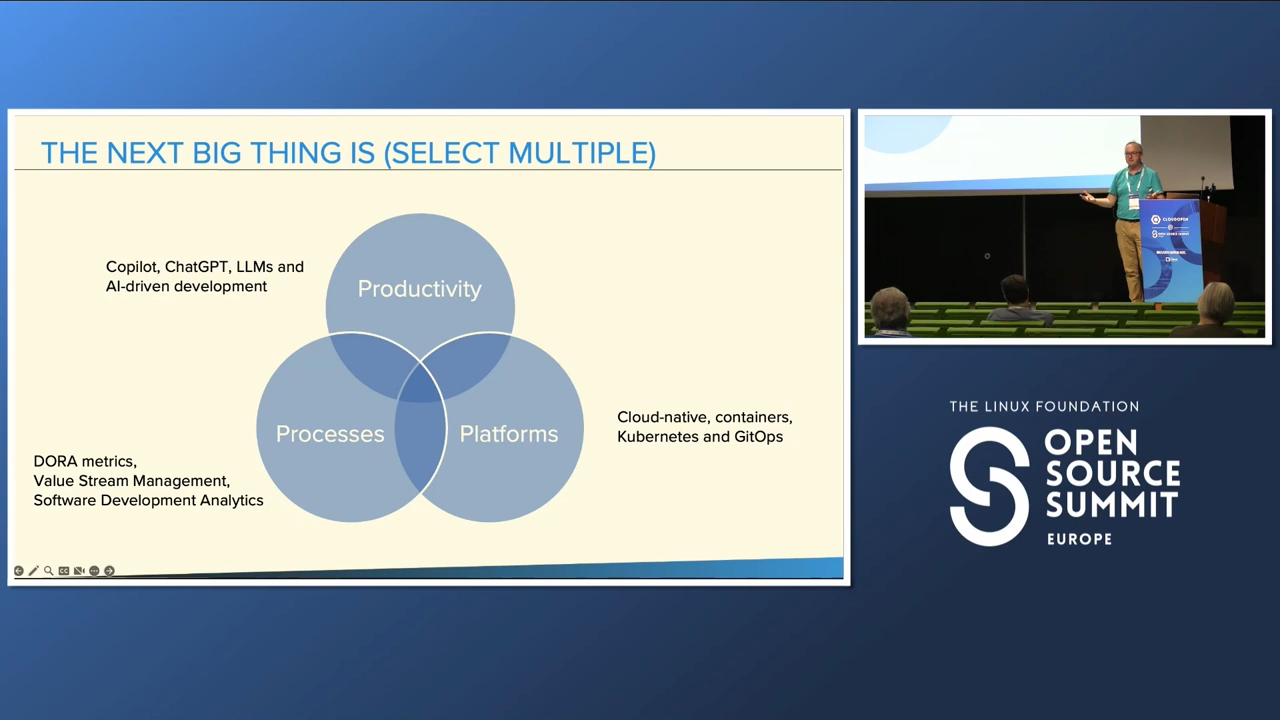 THE NEXT BIG THING IS (SELECT MULTIPLE)
Copilot, ChatGPT, LLMs and
AI-driven development
Productivity
Processes
Platforms
Cloud-native, containers,
Kubernetes and GitOps
DORA metrics,
Value Stream Management,
Software Development Analytics
CLOUDOPEN
THE LINUX FOUNDATION
OPEN
SOURCE
SUMMIT
EUROPE